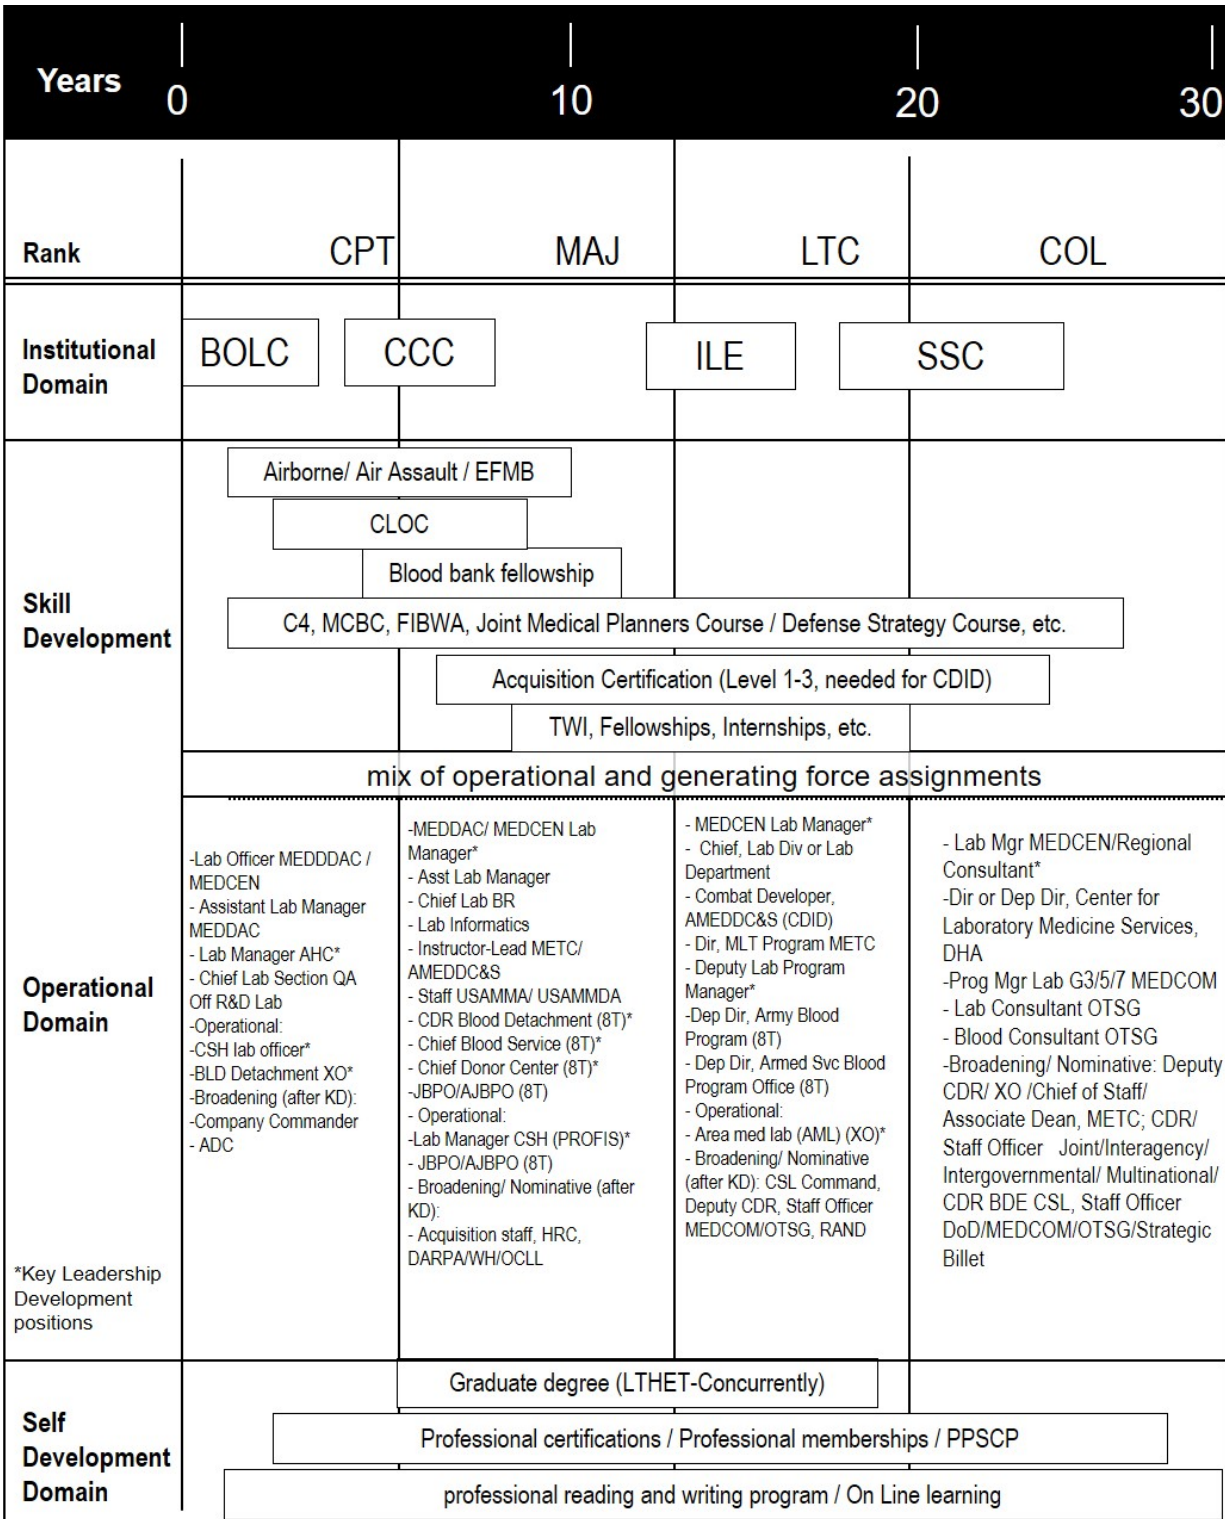 Years 0 10 20 30
Rank CPT MAJ LTC COL
Institutional
Domain
BOLC CCC ILE SSC
Skill
Development
Airborne/ Air Assault / EFMB
CLOC
Blood bank fellowship
C4, MCBC, FIBWA, Joint Medical Planners Course / Defense Strategy Course, etc.
Acquisition Certification (Level 1-3, needed for CDID)
TWI, Fellowships, Internships, etc.
mix of operational and generating force assignments
Operational
Domain
*Key Leadership
Development
positions
-Lab Officer MEDDDAC /
MEDCEN
- Assistant Lab Manager
MEDDAC
- Lab Manager AHC*
- Chief Lab Section QA
Off R&D Lab
-Operational:
-CSH lab officer*
-BLD Detachment XO*
-Broadening (after KD):
-Company Commander
- ADC
-MEDDAC/ MEDCEN Lab
Manager*
- Asst Lab Manager
- Chief Lab BR
- Lab Informatics
- Instructor-Lead METC/
AMEDDC&S
- Staff USAMMA/ USAMMDA
- CDR Blood Detachment (8T)*
- Chief Blood Service (8T)*
- Chief Donor Center (8T)*
-JBPO/AJBPO (8T)
- Operational:
-Lab Manager CSH (PROFIS)*
- JBPO/AJBPO (8T)
- Broadening/ Nominative (after
KD):
- Acquisition staff, HRC,
DARPA/WH/OCLL
- MEDCEN Lab Manager*
- Chief, Lab Div or Lab
Department
- Combat Developer,
AMEDDC&S (CDID)
- Dir, MLT Program METC
- Deputy Lab Program
Manager*
-Dep Dir, Army Blood
Program (8T)
- Dep Dir, Armed Svc Blood
Program Office (8T)
- Operational:
- Area med lab (AML) (XO)*
- Broadening/ Nominative
(after KD): CSL Command,
Deputy CDR, Staff Officer
MEDCOM/OTSG, RAND
- Lab Mgr MEDCEN/Regional
Consultant*
-Dir or Dep Dir, Center for
Laboratory Medicine Services,
DHA
-Prog Mgr Lab G3/5/7 MEDCOM
- Lab Consultant OTSG
- Blood Consultant OTSG
-Broadening/ Nominative: Deputy
CDR/ XO /Chief of Staff/
Associate Dean, METC; CDR/
Staff Officer Joint/Interagency/
Intergovernmental/ Multinational/
CDR BDE CSL, Staff Officer
DoD/MEDCOM/OTSG/Strategic
Billet
Self
Development
Domain
Graduate degree (LTHET-Concurrently)
Professional certifications / Professional memberships / PPSCP
professional reading and writing program / On Line learning